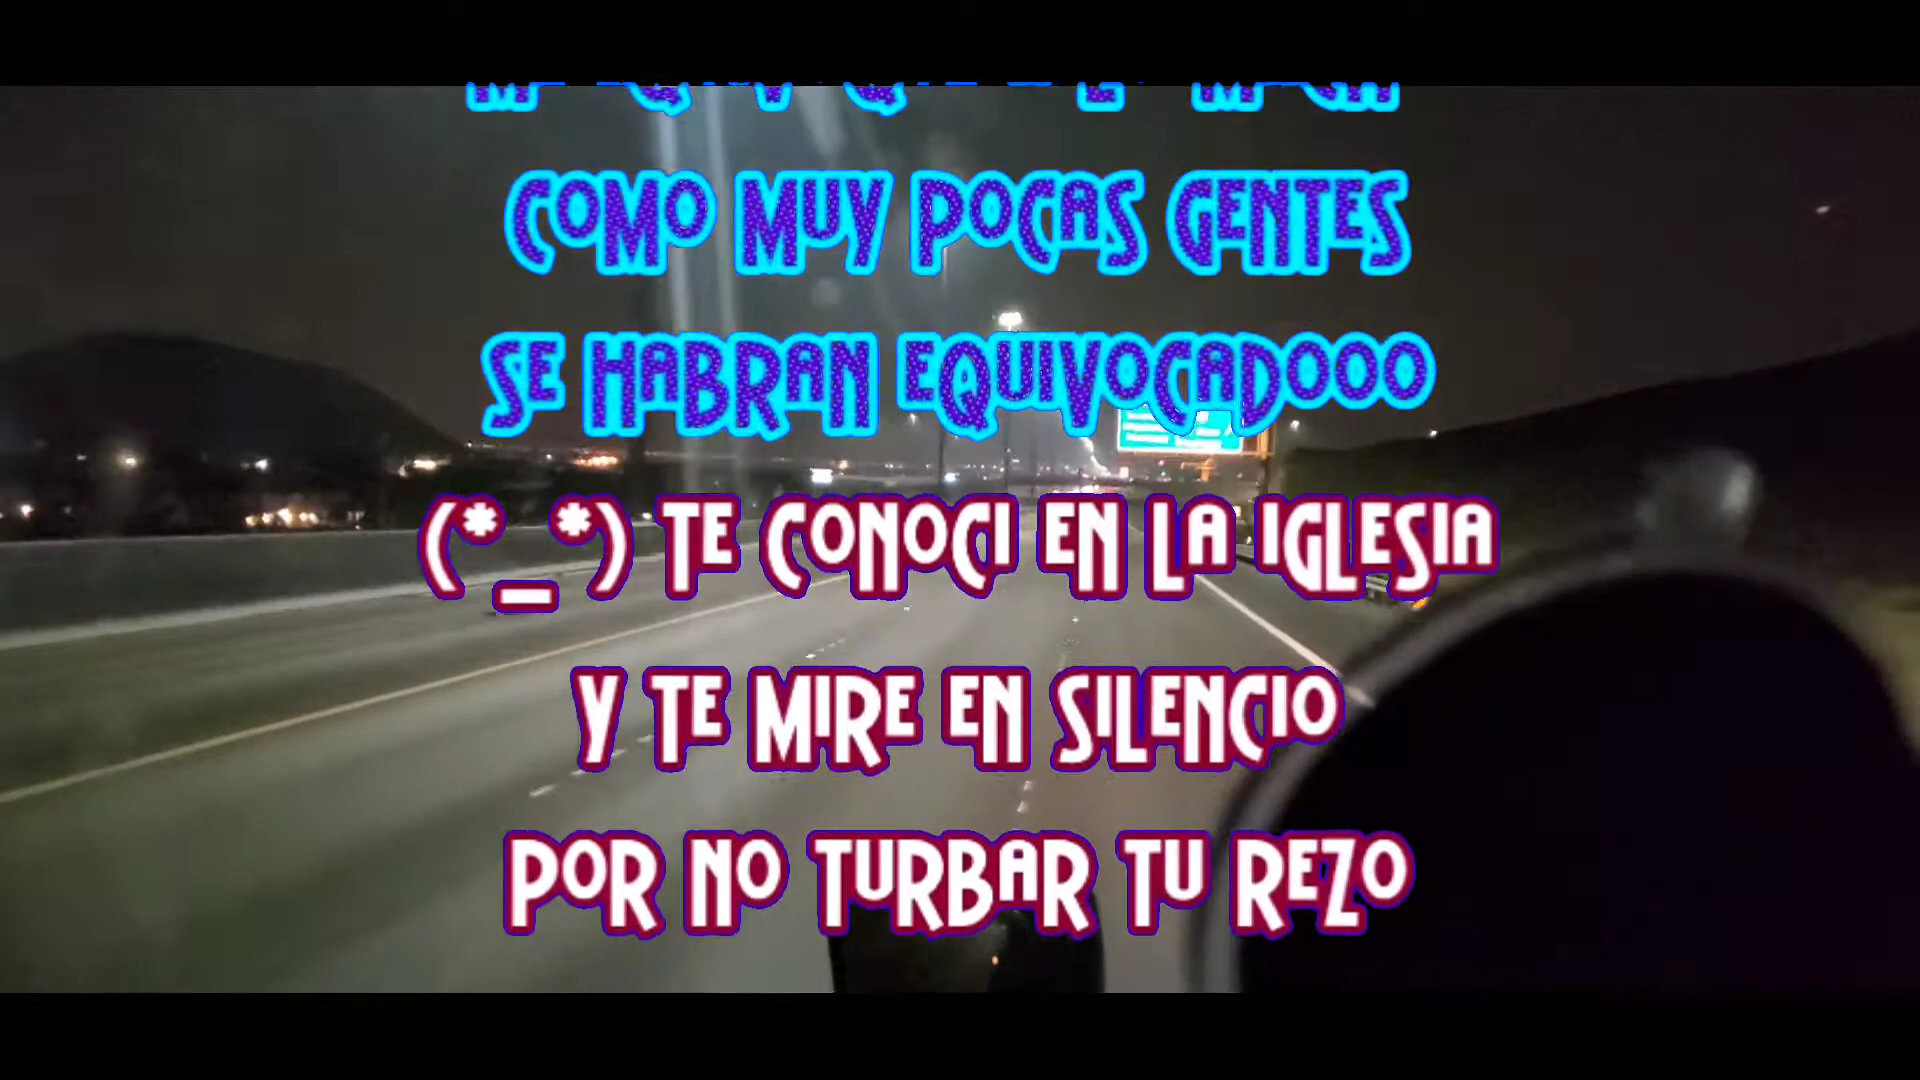 COMO MUY POCAS GENTES
SE HABRAN EQUIVOCADOOO
(*_*) TE CONOCI EN LA IGLESIA
Y TE MIRE EN SILENCIO
POR NO TURBAR TU REZO